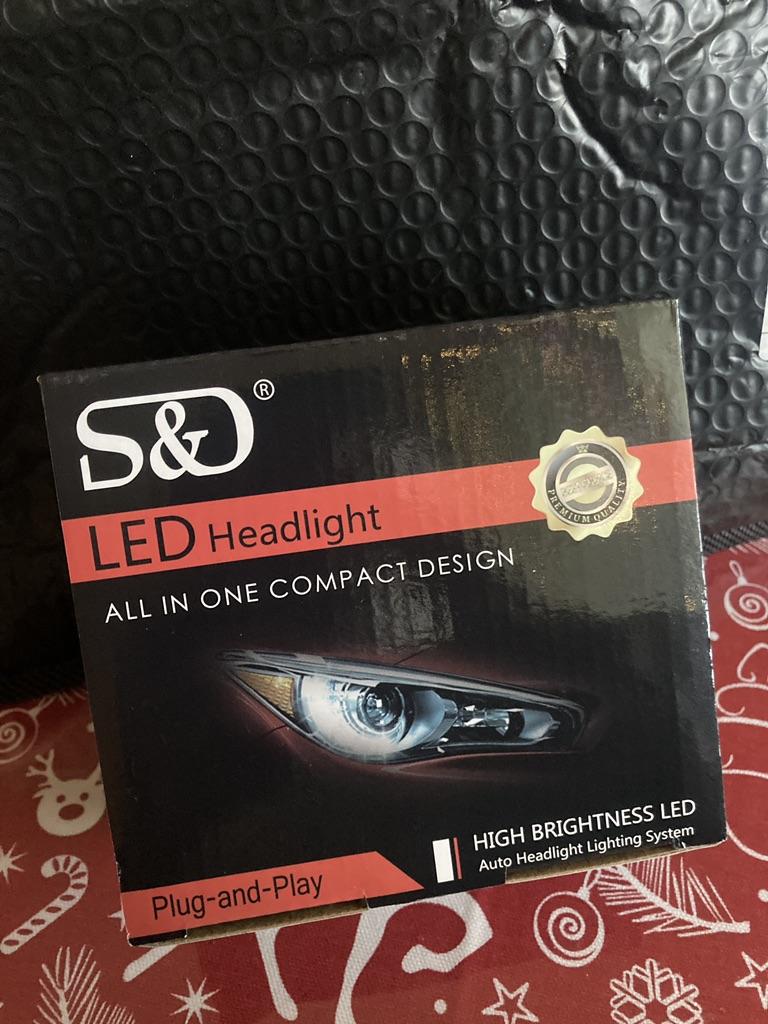 S&D®
LED Headlight
PREMIUM QUALITY
ALL IN ONE COMPACT DESIGN
HIGH BRIGHTNESS LED
Auto Headlight Lighting System
Plug-and-Play